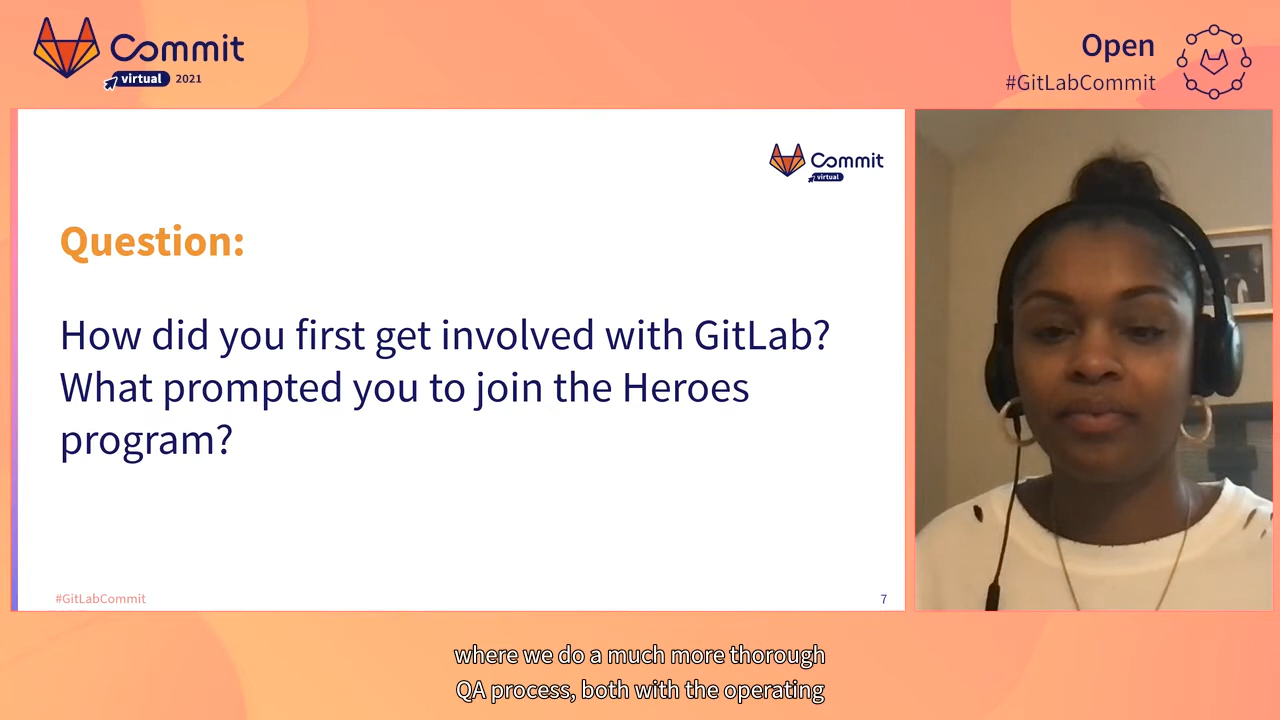 Commit
virtual 2021
Open
#GitLabCommit
Commit
virtual
Question:
How did you first get involved with GitLab?
What prompted you to join the Heroes
program?
#GitLabCommit
7
where we do a much more thorough
QA process, both with the operating